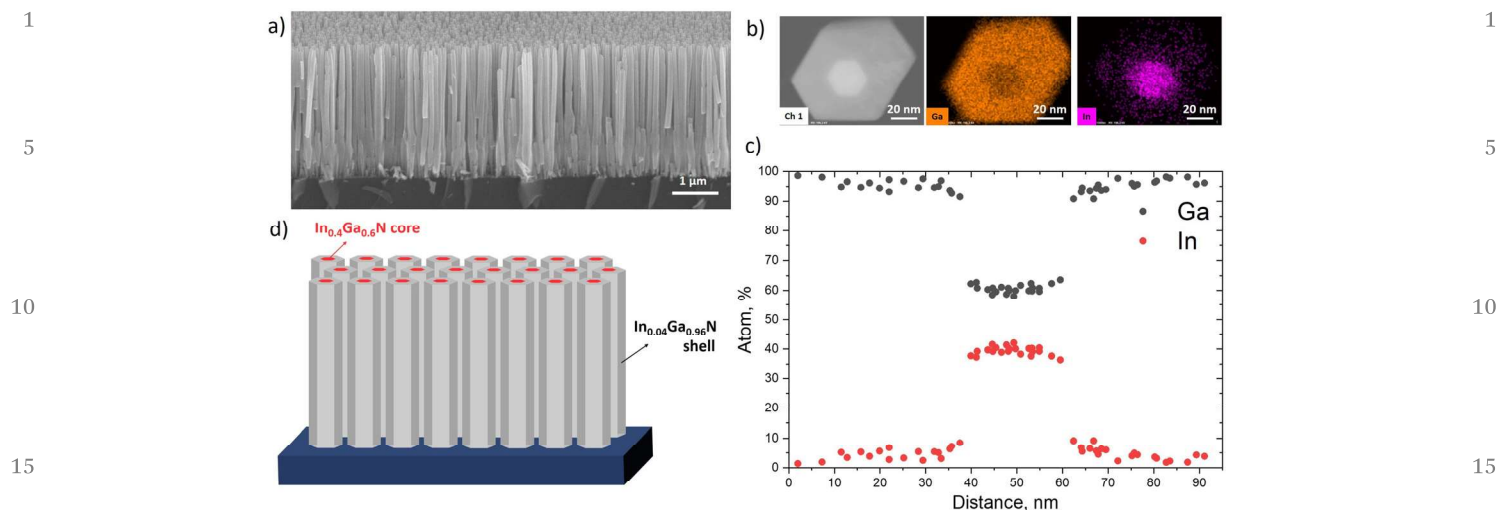 1
5
10
15
a)
1 µm
b)
Ch 1
20 nm
Ga
20 nm
In
20 nm
c)
100
90
80
70
60
50
40
30
20
10
0
Atom, %
0 10 20 30 40 50 60 70 80 90
Distance, nm
Ga
In
d)
In0.4Ga0.6N core
In0.04Ga0.96N
shell
1
5
10
15